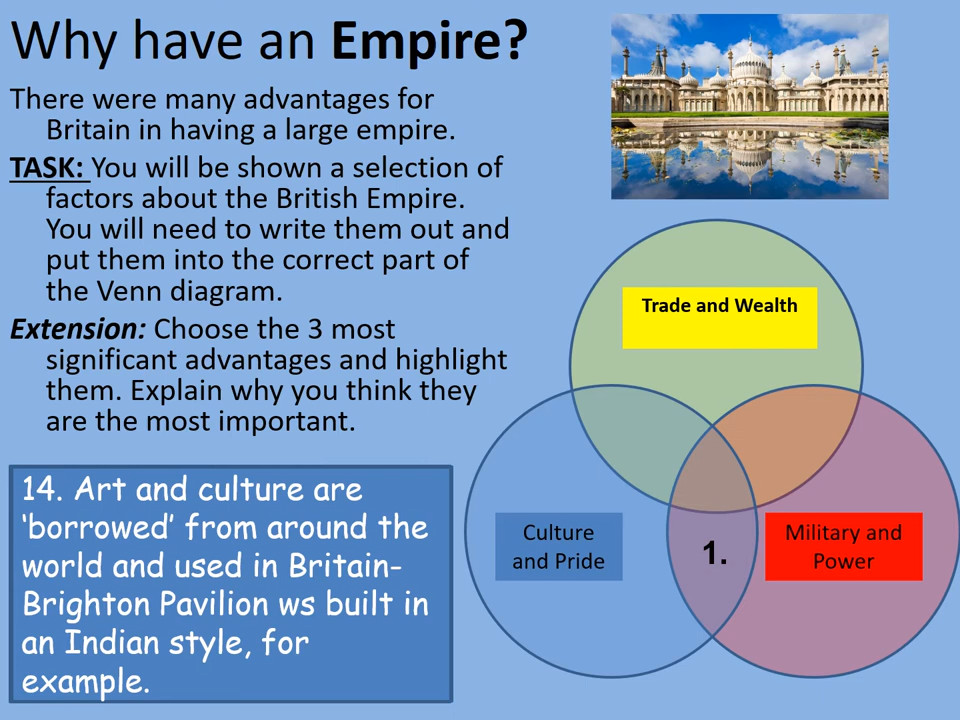 Why have an Empire?
There were many advantages for
Britain in having a large empire.
TASK: You will be shown a selection of
factors about the British Empire.
You will need to write them out and
put them into the correct part of
the Venn diagram.
Extension: Choose the 3 most
significant advantages and highlight
them. Explain why you think they
are the most important.
14. Art and culture are
‘borrowed’ from around the
world and used in Britain-
Brighton Pavilion ws built in
an Indian style, for
example.
Trade and Wealth
Culture
and Pride
1.
Military and
Power